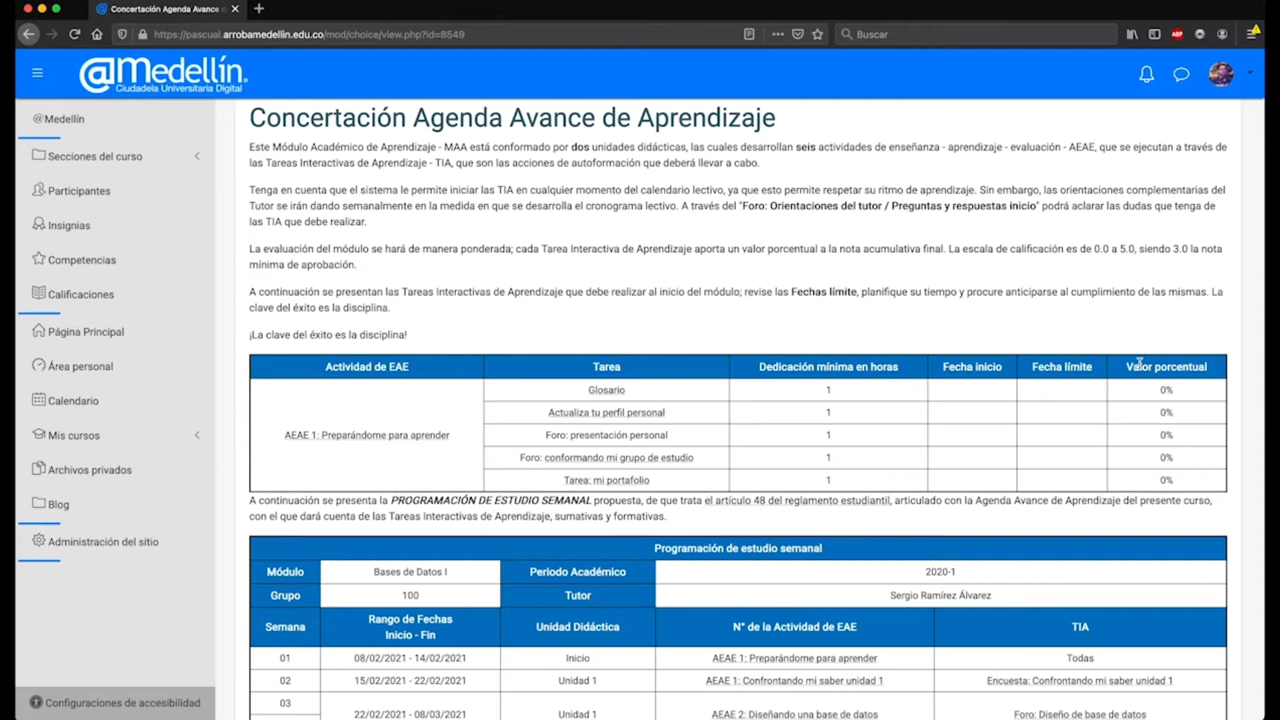 Concertación Agenda Avance d
https://pascual.arrobamedellin.edu.co/mod/choice/view.php?id=8549
Buscar
ABP
@Medellín
Ciudadela Universitaria Digital
@Medellín
Secciones del curso
Participantes
Insignias
Competencias
Calificaciones
Página Principal
Área personal
Calendario
Mis cursos
Archivos privados
Blog
Administración del sitio
Configuraciones de accesibilidad
Concertación Agenda Avance de Aprendizaje
Este Módulo Académico de Aprendizaje - MAA está conformado por dos unidades didácticas, las cuales desarrollan seis actividades de enseñanza - aprendizaje - evaluación - AEAE, que se ejecutan a través de
las Tareas Interactivas de Aprendizaje - TIA, que son las acciones de autoformación que deberá llevar a cabo.
Tenga en cuenta que el sistema le permite iniciar las TIA en cualquier momento del calendario lectivo, ya que esto permite respetar su ritmo de aprendizaje. Sin embargo, las orientaciones complementarias del
Tutor se irán dando semanalmente en la medida en que se desarrolla el cronograma lectivo. A través del "Foro: Orientaciones del tutor / Preguntas y respuestas inicio" podrá aclarar las dudas que tenga de
las TIA que debe realizar.
La evaluación del módulo se hará de manera ponderada; cada Tarea Interactiva de Aprendizaje aporta un valor porcentual a la nota acumulativa final. La escala de calificación es de 0.0 a 5.0, siendo 3.0 la nota
mínima de aprobación.
A continuación se presentan las Tareas Interactivas de Aprendizaje que debe realizar al inicio del módulo; revise las Fechas límite, planifique su tiempo y procure anticiparse al cumplimiento de las mismas. La
clave del éxito es la disciplina.
¡La clave del éxito es la disciplina!
Actividad de EAE Tarea Dedicación mínima en horas Fecha inicio Fecha límite Valor porcentual
Glosario 1 0%
Actualiza tu perfil personal 1 0%
AEAE 1: Preparándome para aprender Foro: presentación personal 1 0%
Foro: conformando mi grupo de estudio 1 0%
Tarea: mi portafolio 1 0%
A continuación se presenta la PROGRAMACIÓN DE ESTUDIO SEMANAL propuesta, de que trata el artículo 48 del reglamento estudiantil, articulado con la Agenda Avance de Aprendizaje del presente curso,
con el que dará cuenta de las Tareas Interactivas de Aprendizaje, sumativas y formativas.
Programación de estudio semanal
Módulo Bases de Datos I Periodo Académico 2020-1
Grupo 100 Tutor Sergio Ramírez Álvarez
Semana Rango de Fechas Inicio - Fin Unidad Didáctica N° de la Actividad de EAE TIA
01 08/02/2021 - 14/02/2021 Inicio AEAE 1: Preparándome para aprender Todas
02 15/02/2021 - 22/02/2021 Unidad 1 AEAE 1: Confrontando mi saber unidad 1 Encuesta: Confrontando mi saber unidad 1
03
22/02/2021 - 08/03/2021 Unidad 1 AEAE 2: Diseñando una base de datos Foro: Diseño de base de datos